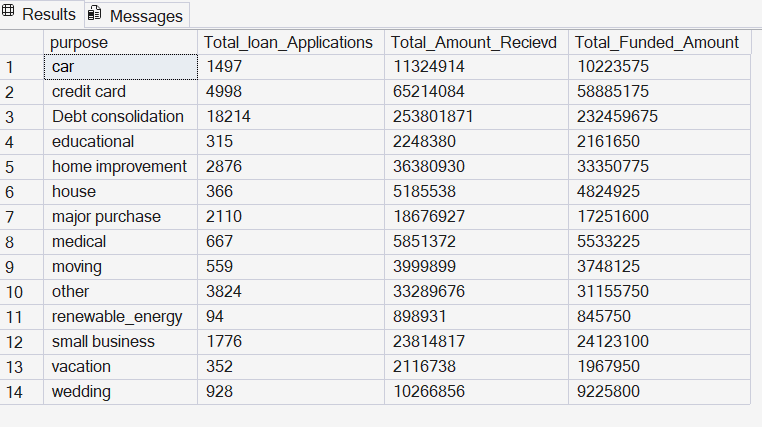 Results Messages
purpose Total_loan_Applications Total_Amount_Recievd Total_Funded_Amount
1 car 1497 11324914 10223575
2 credit card 4998 65214084 58885175
3 Debt consolidation 18214 253801871 232459675
4 educational 315 2248380 2161650
5 home improvement 2876 36380930 33350775
6 house 366 5185538 4824925
7 major purchase 2110 18676927 17251600
8 medical 667 5851372 5533225
9 moving 559 3999899 3748125
10 other 3824 33289676 31155750
11 renewable_energy 94 898931 845750
12 small business 1776 23814817 24123100
13 vacation 352 2116738 1967950
14 wedding 928 10266856 9225800